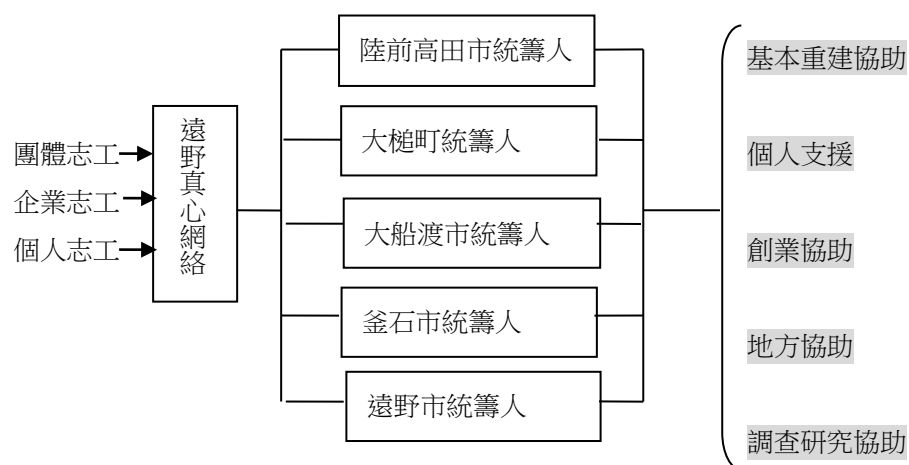 團體志工
企業志工
個人志工
遠野真心網絡
陸前高田市統籌人
大槌町統籌人
大船渡市統籌人
釜石市統籌人
遠野市統籌人
基本重建協助
個人支援
創業協助
地方協助
調查研究協助